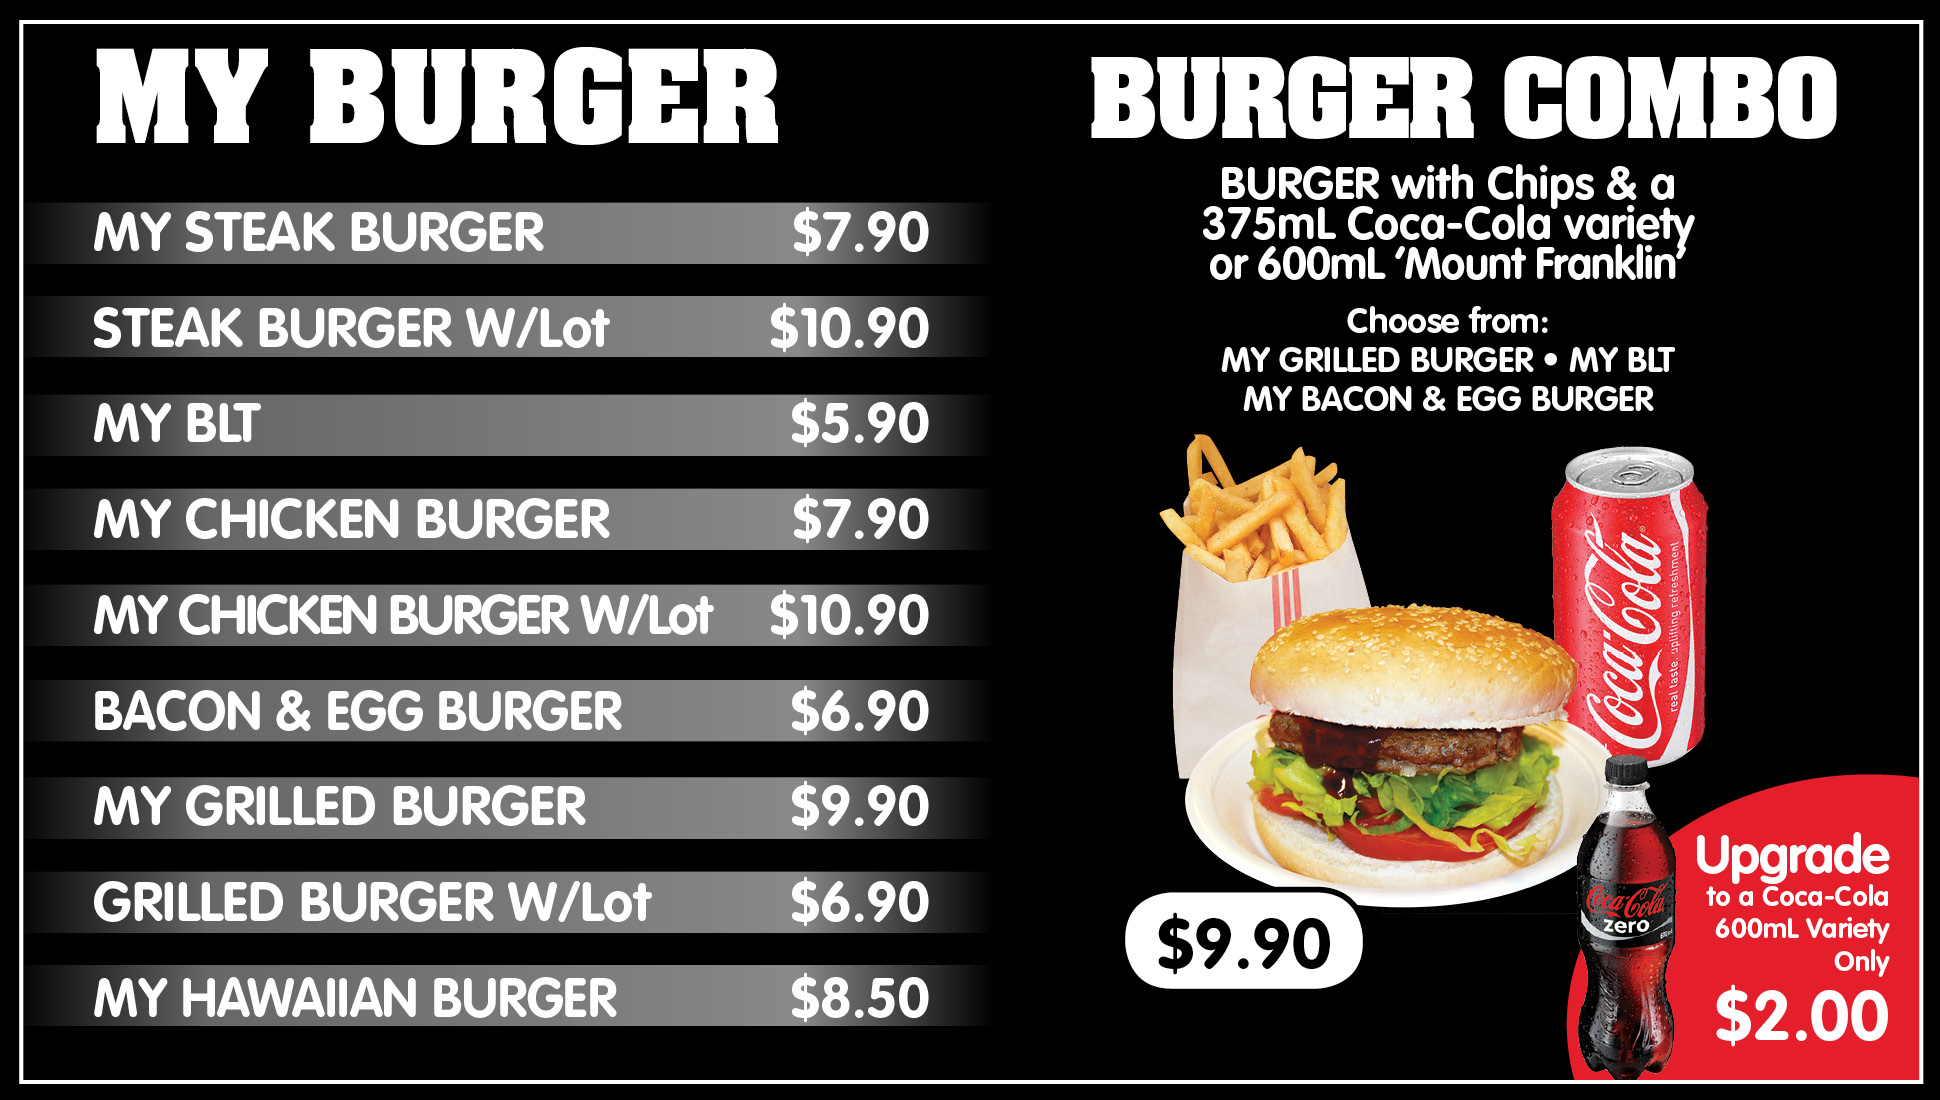 MY BURGER
MY STEAK BURGER $7.90
STEAK BURGER W/Lot $10.90
MY BLT $5.90
MY CHICKEN BURGER $7.90
MY CHICKEN BURGER W/Lot $10.90
BACON & EGG BURGER $6.90
MY GRILLED BURGER $9.90
GRILLED BURGER W/Lot $6.90
MY HAWAIIAN BURGER $8.50
BURGER COMBO
BURGER with Chips & a
375mL Coca-Cola variety
or 600mL 'Mount Franklin'
Choose from:
MY GRILLED BURGER • MY BLT
MY BACON & EGG BURGER
Coca-Cola
real taste. uplifting refreshment
$9.90
Coca-Cola
zero
Upgrade
to a Coca-Cola
600mL Variety
Only
$2.00